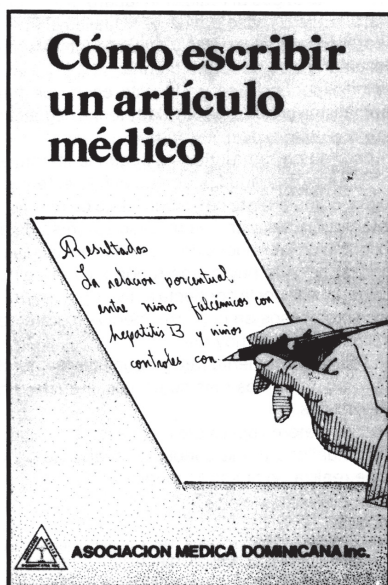 Cómo escribir
un artículo
médico
Resultados
La relación porcentual
entre niños falcémicos con
hepatitis B y niños
controles con
ASOCIACION MEDICA DOMINICANA Inc.